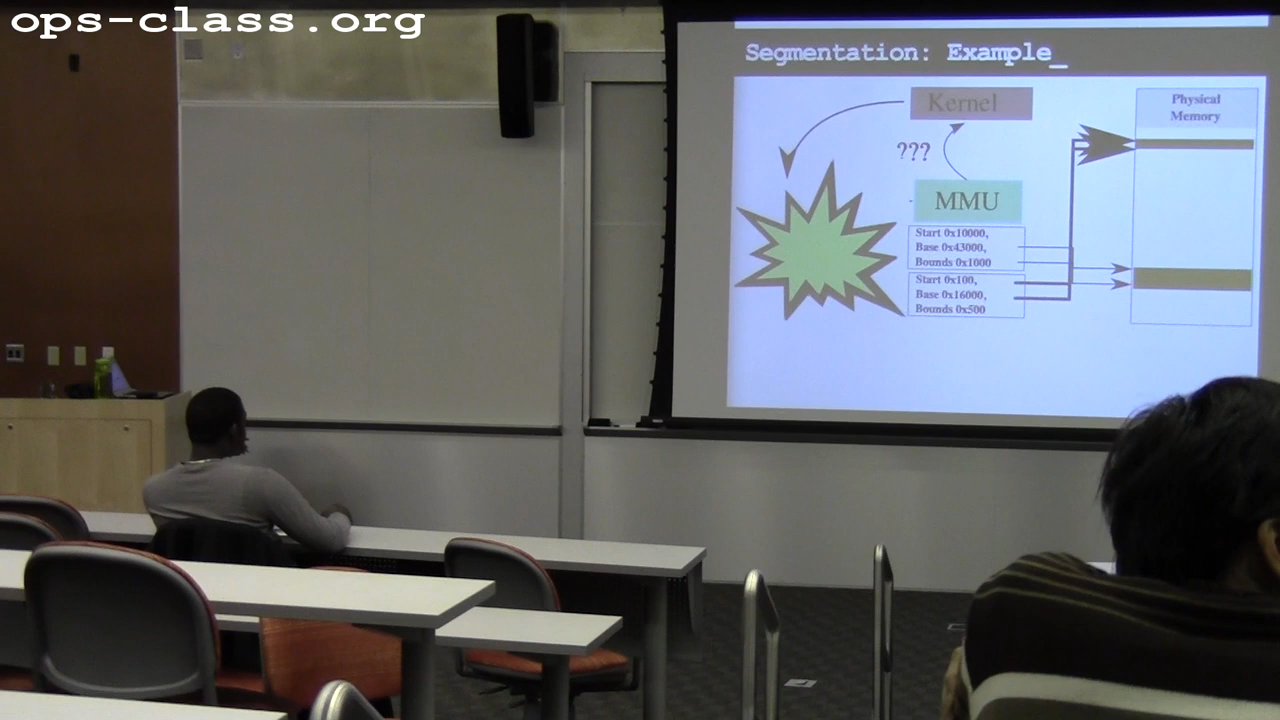 ops-class.org
Segmentation: Example_
Kernel
Physical
Memory
???
MMU
Start 0x10000,
Base 0x43000,
Bounds 0x1000
Start 0x100,
Base 0x16000,
Bounds 0x500